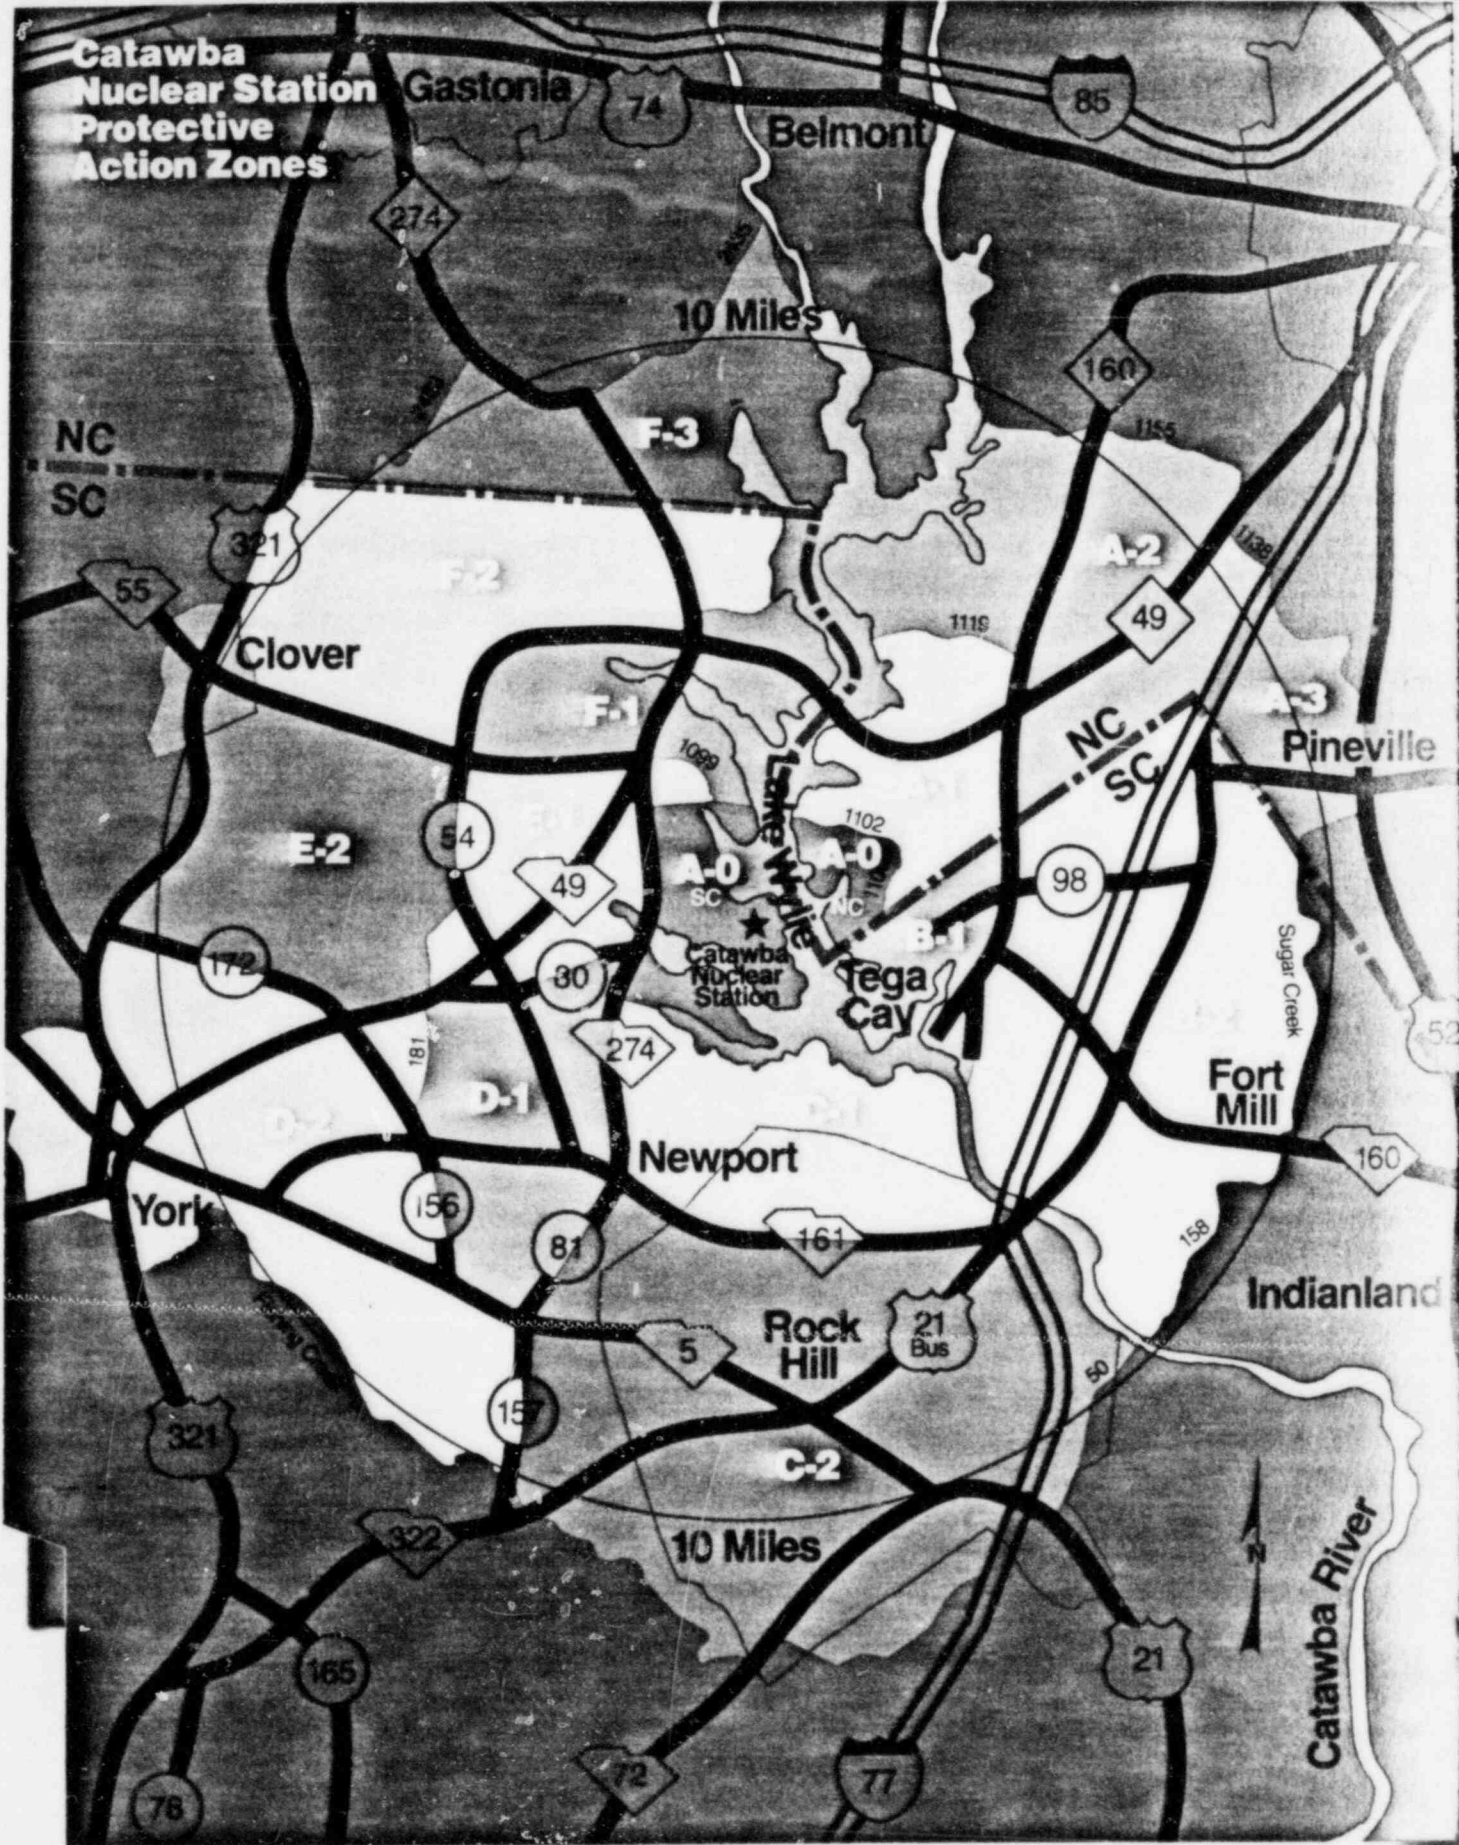 Catawba
Nuclear Station
Protective
Action Zones
Gastonia
74
85
Belmont
274
10 Miles
160
1155
F-3
NC
SC
321
55
F-2
A-2
1138
49
1119
Clover
F-1
A-3
NC
SC
Pineville
1099
Lake Wylie
1102
E-2
54
A-0
SC
A-0
NC
49
98
B-1
172
30
Catawba
Nuclear
Station
Tega
Cay
Sugar Creek
52
274
181
D-1
D-2
C-1
Fort
Mill
Newport
160
York
156
81
161
158
Indianland
Rock
Hill
21
Bus
5
50
157
321
C-2
322
10 Miles
N
Catawba River
165
21
72
77
76